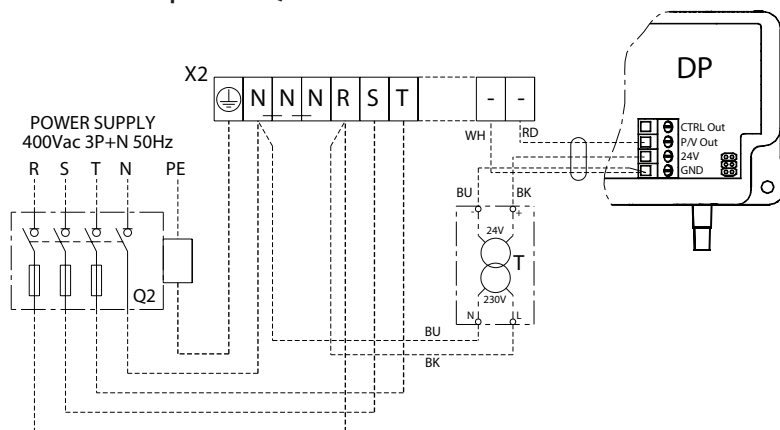 X2
N N N R S T - -
DP
CTRL Out
P/V Out
24V
GND
WH
RD
POWER SUPPLY
400Vac 3P+N 50Hz
R S T N PE
BU
BK
- +
24V
T
230V
N L
Q2
BU
BK